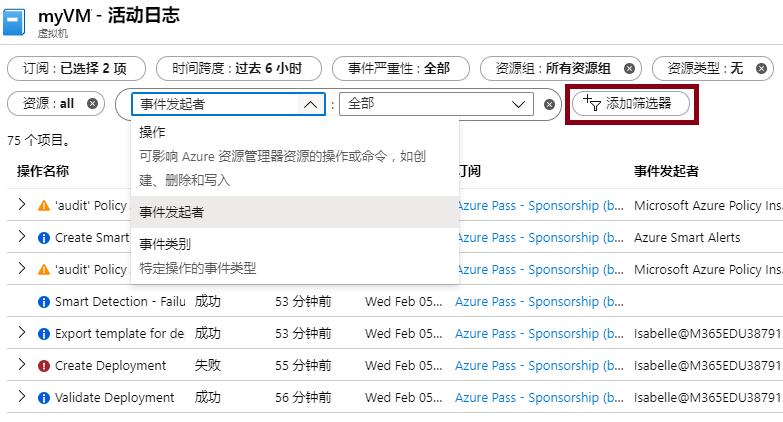 myVM - 活动日志
虚拟机
订阅 : 已选择 2 项 时间跨度 : 过去 6 小时 事件严重性 : 全部 资源组 : 所有资源组 资源类型 : 无
资源 : all 事件发起者 : 全部 添加筛选器
75 个项目。
操作
可影响 Azure 资源管理器资源的操作或命令，如创
建、删除和写入
事件发起者
事件类别
特定操作的事件类型
操作名称 订阅 事件发起者
'audit' Policy Azure Pass - Sponsorship (b... Microsoft Azure Policy Ins.
Create Smart Azure Pass - Sponsorship (b... Azure Smart Alerts
'audit' Policy Azure Pass - Sponsorship (b... Microsoft Azure Policy Ins.
Smart Detection - Failu 成功 53 分钟前 Wed Feb 05... Azure Pass - Sponsorship (b...
Export template for de 成功 53 分钟前 Wed Feb 05... Azure Pass - Sponsorship (b... Isabelle@M365EDU38791
Create Deployment 失败 55 分钟前 Wed Feb 05... Azure Pass - Sponsorship (b... Isabelle@M365EDU38791
Validate Deployment 成功 56 分钟前 Wed Feb 05... Azure Pass - Sponsorship (b... Isabelle@M365EDU38791